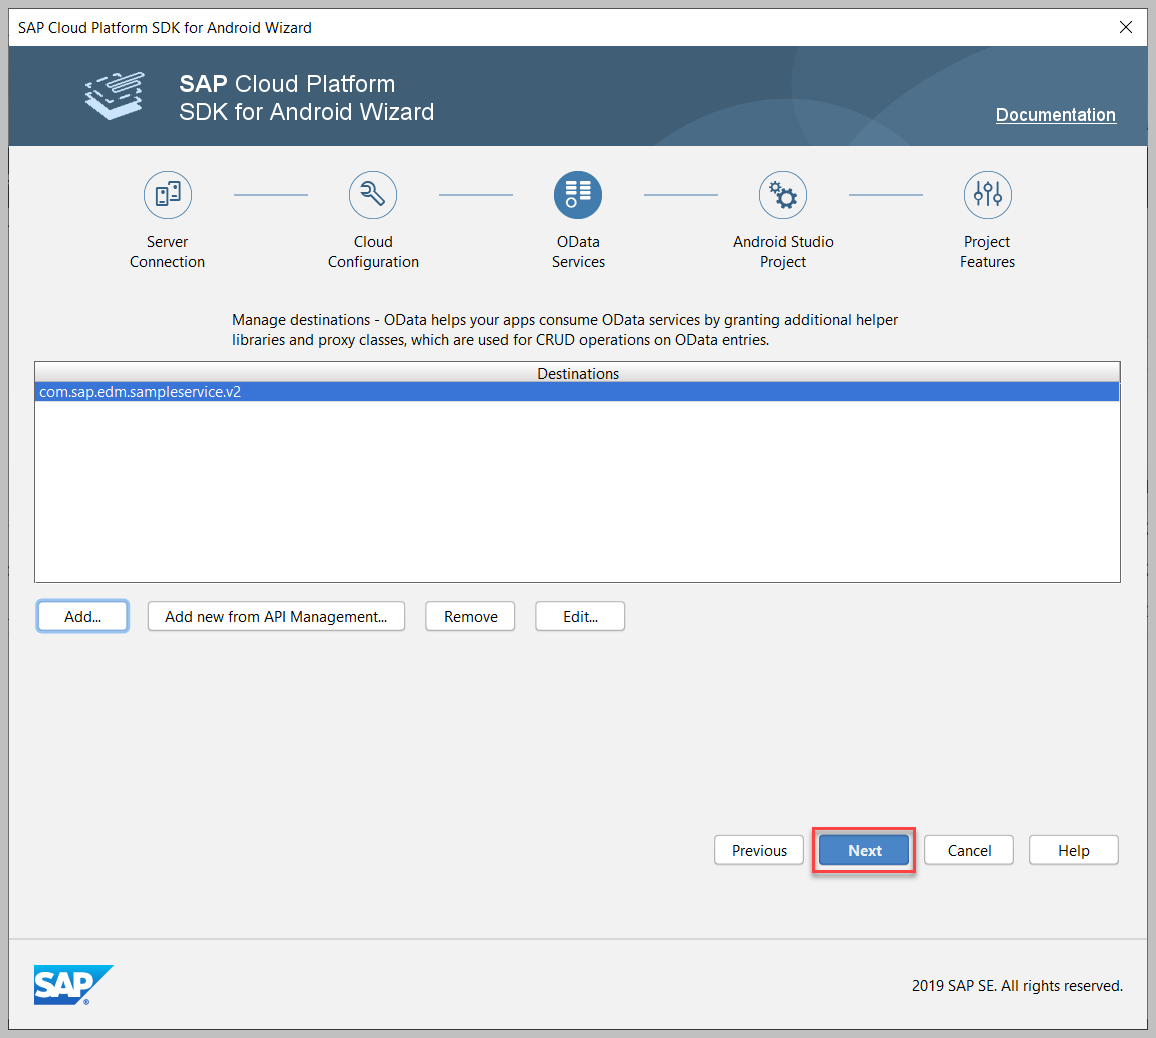 SAP Cloud Platform SDK for Android Wizard
SAP Cloud Platform
SDK for Android Wizard
Documentation
Server
Connection
Cloud
Configuration
OData
Services
Android Studio
Project
Project
Features
Manage destinations - OData helps your apps consume OData services by granting additional helper
libraries and proxy classes, which are used for CRUD operations on OData entries.
Destinations
com.sap.edm.sampleservice.v2
Add...
Add new from API Management...
Remove
Edit...
Previous
Next
Cancel
Help
SAP®
2019 SAP SE. All rights reserved.